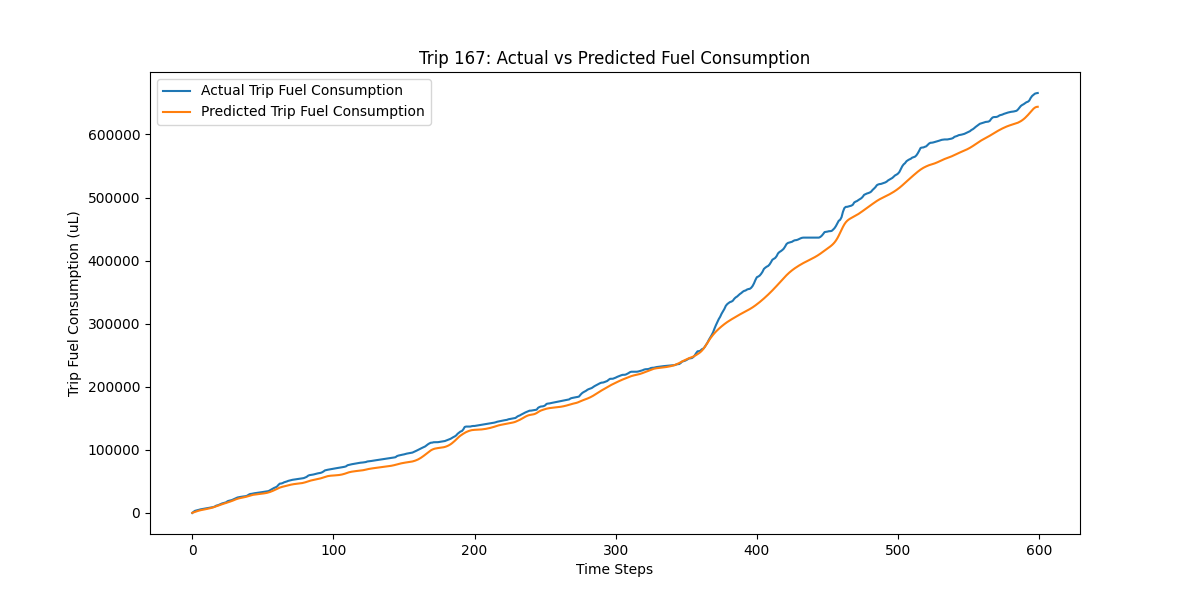 Trip 167: Actual vs Predicted Fuel Consumption
Actual Trip Fuel Consumption
Predicted Trip Fuel Consumption
Trip Fuel Consumption (uL)
600000
500000
400000
300000
200000
100000
0
0 100 200 300 400 500 600
Time Steps